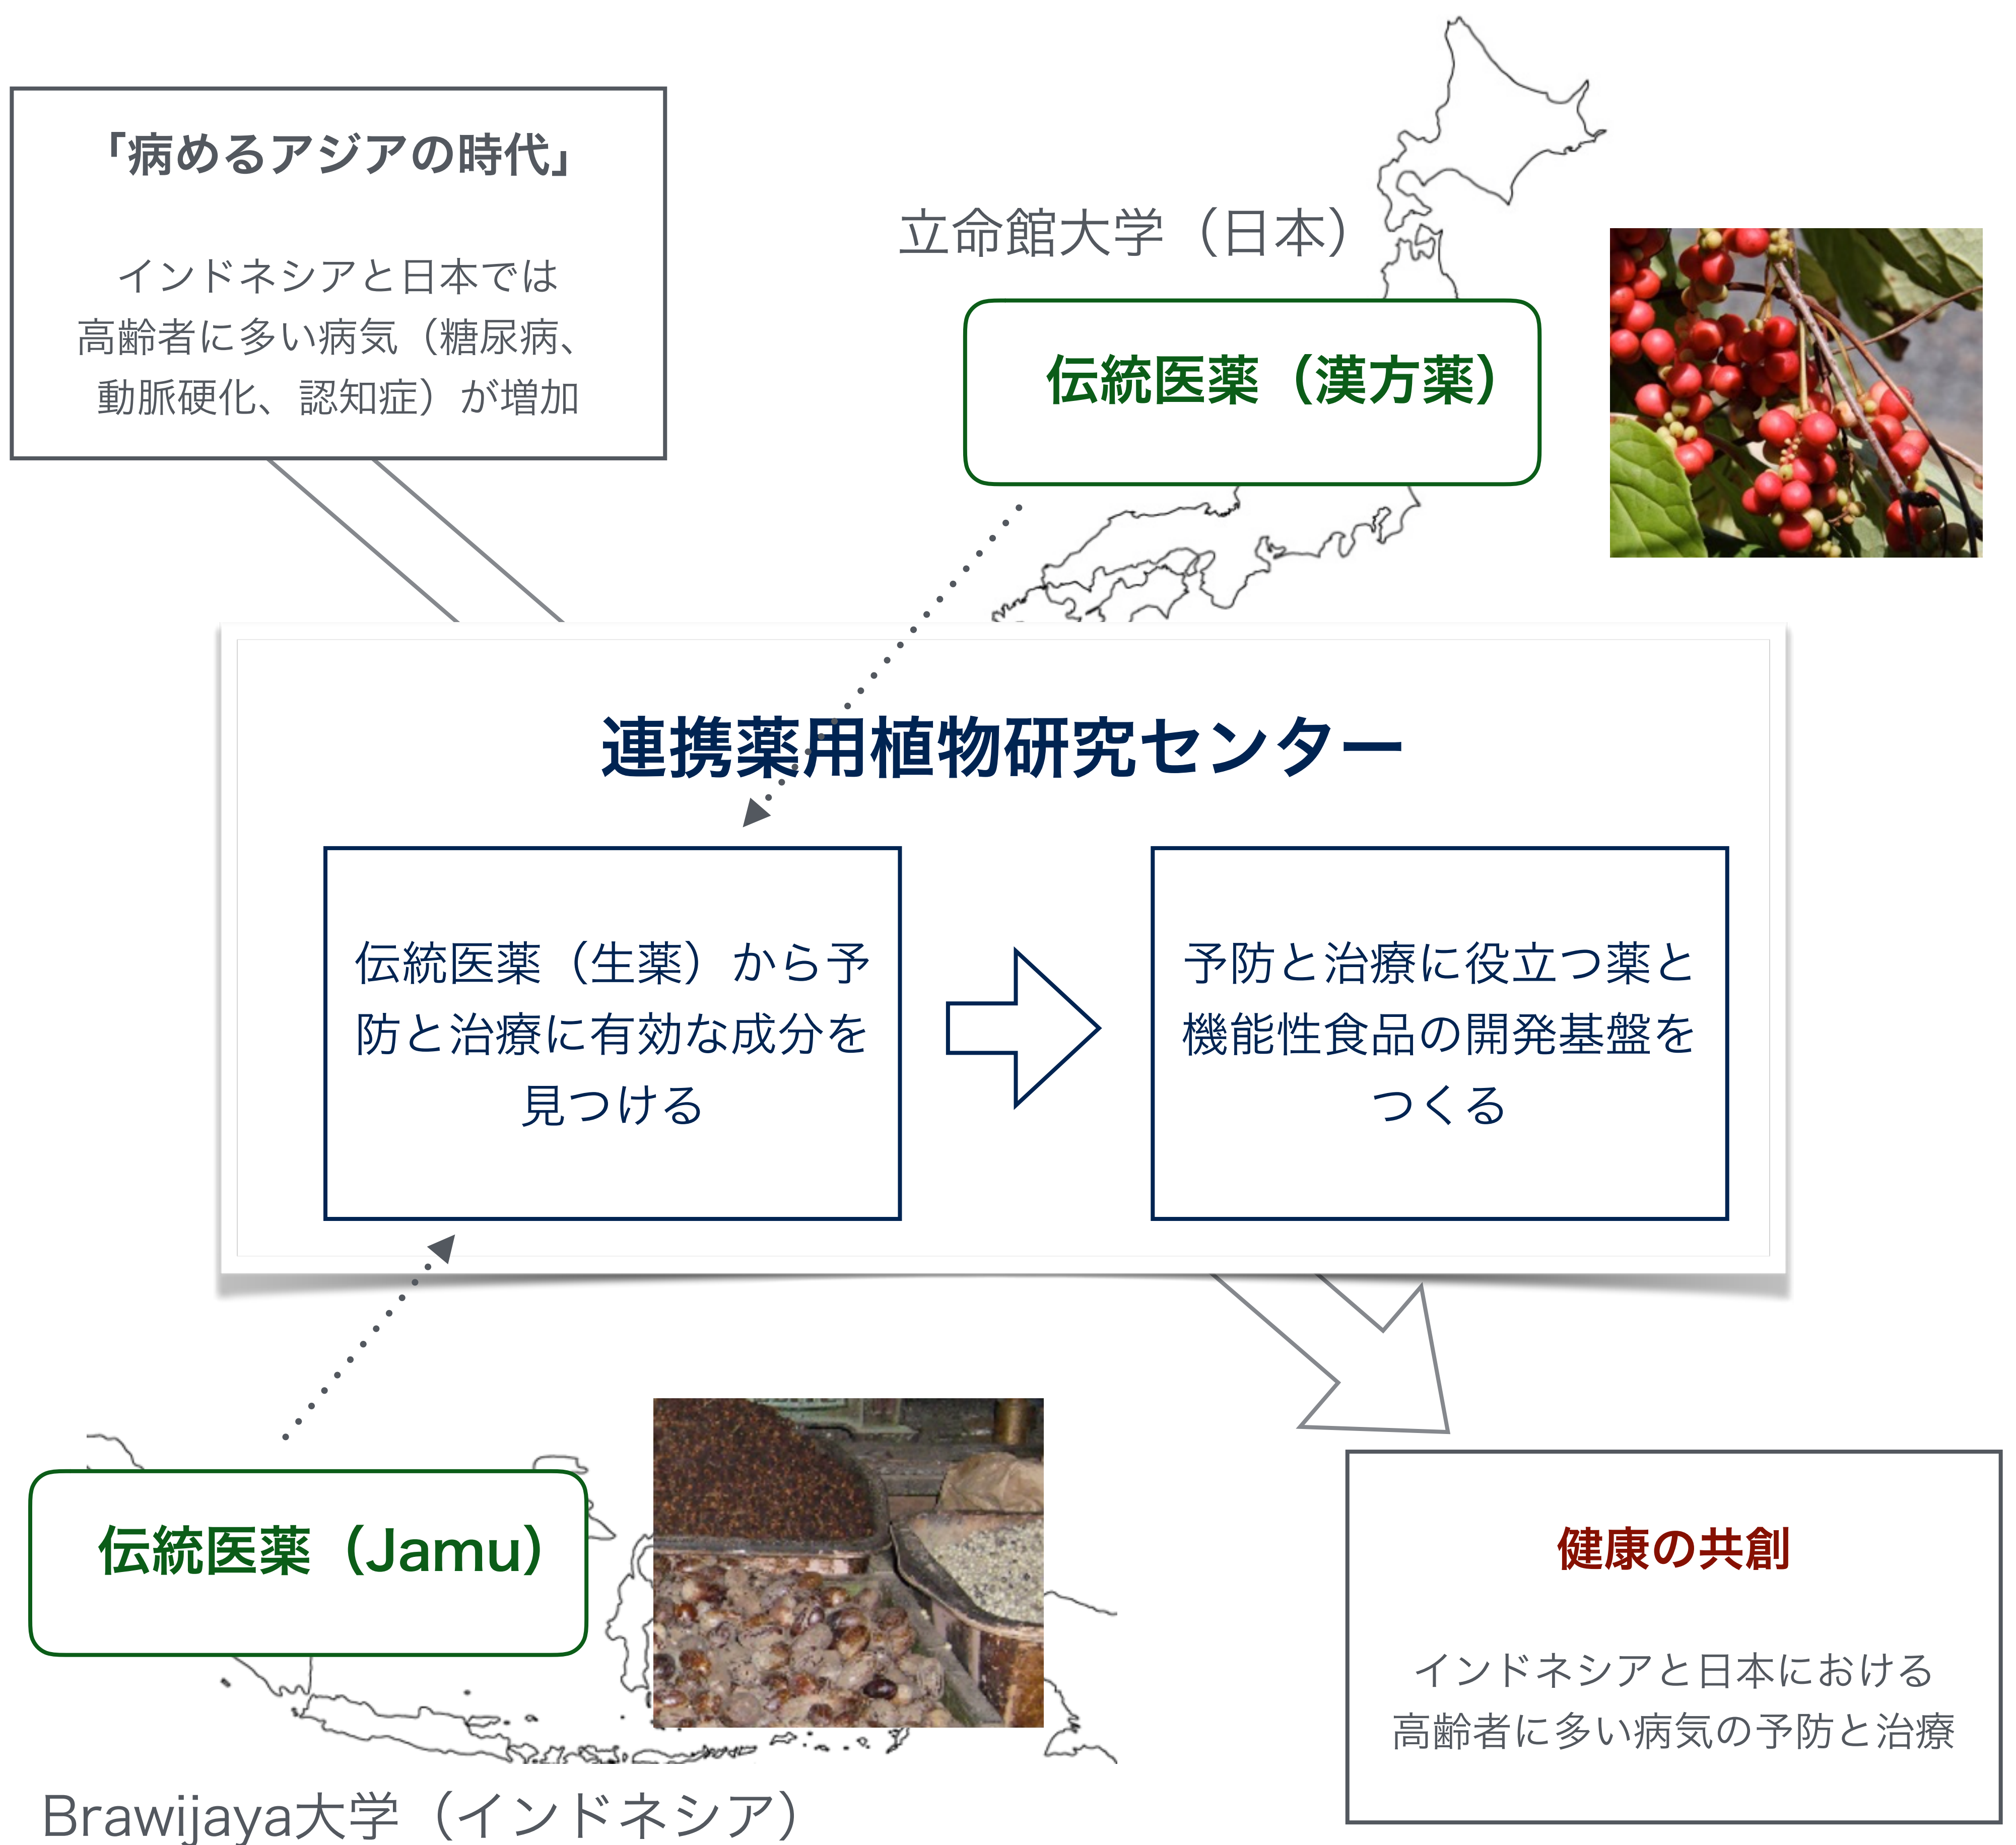 「病めるアジアの時代」
インドネシアと日本では
高齢者に多い病気（糖尿病、
動脈硬化、認知症）が増加
立命館大学（日本）
伝統医薬（漢方薬）
連携薬用植物研究センター
伝統医薬（生薬）から予
防と治療に有効な成分を
見つける
予防と治療に役立つ薬と
機能性食品の開発基盤を
つくる
伝統医薬（Jamu）
Brawijaya大学（インドネシア）
健康の共創
インドネシアと日本における
高齢者に多い病気の予防と治療